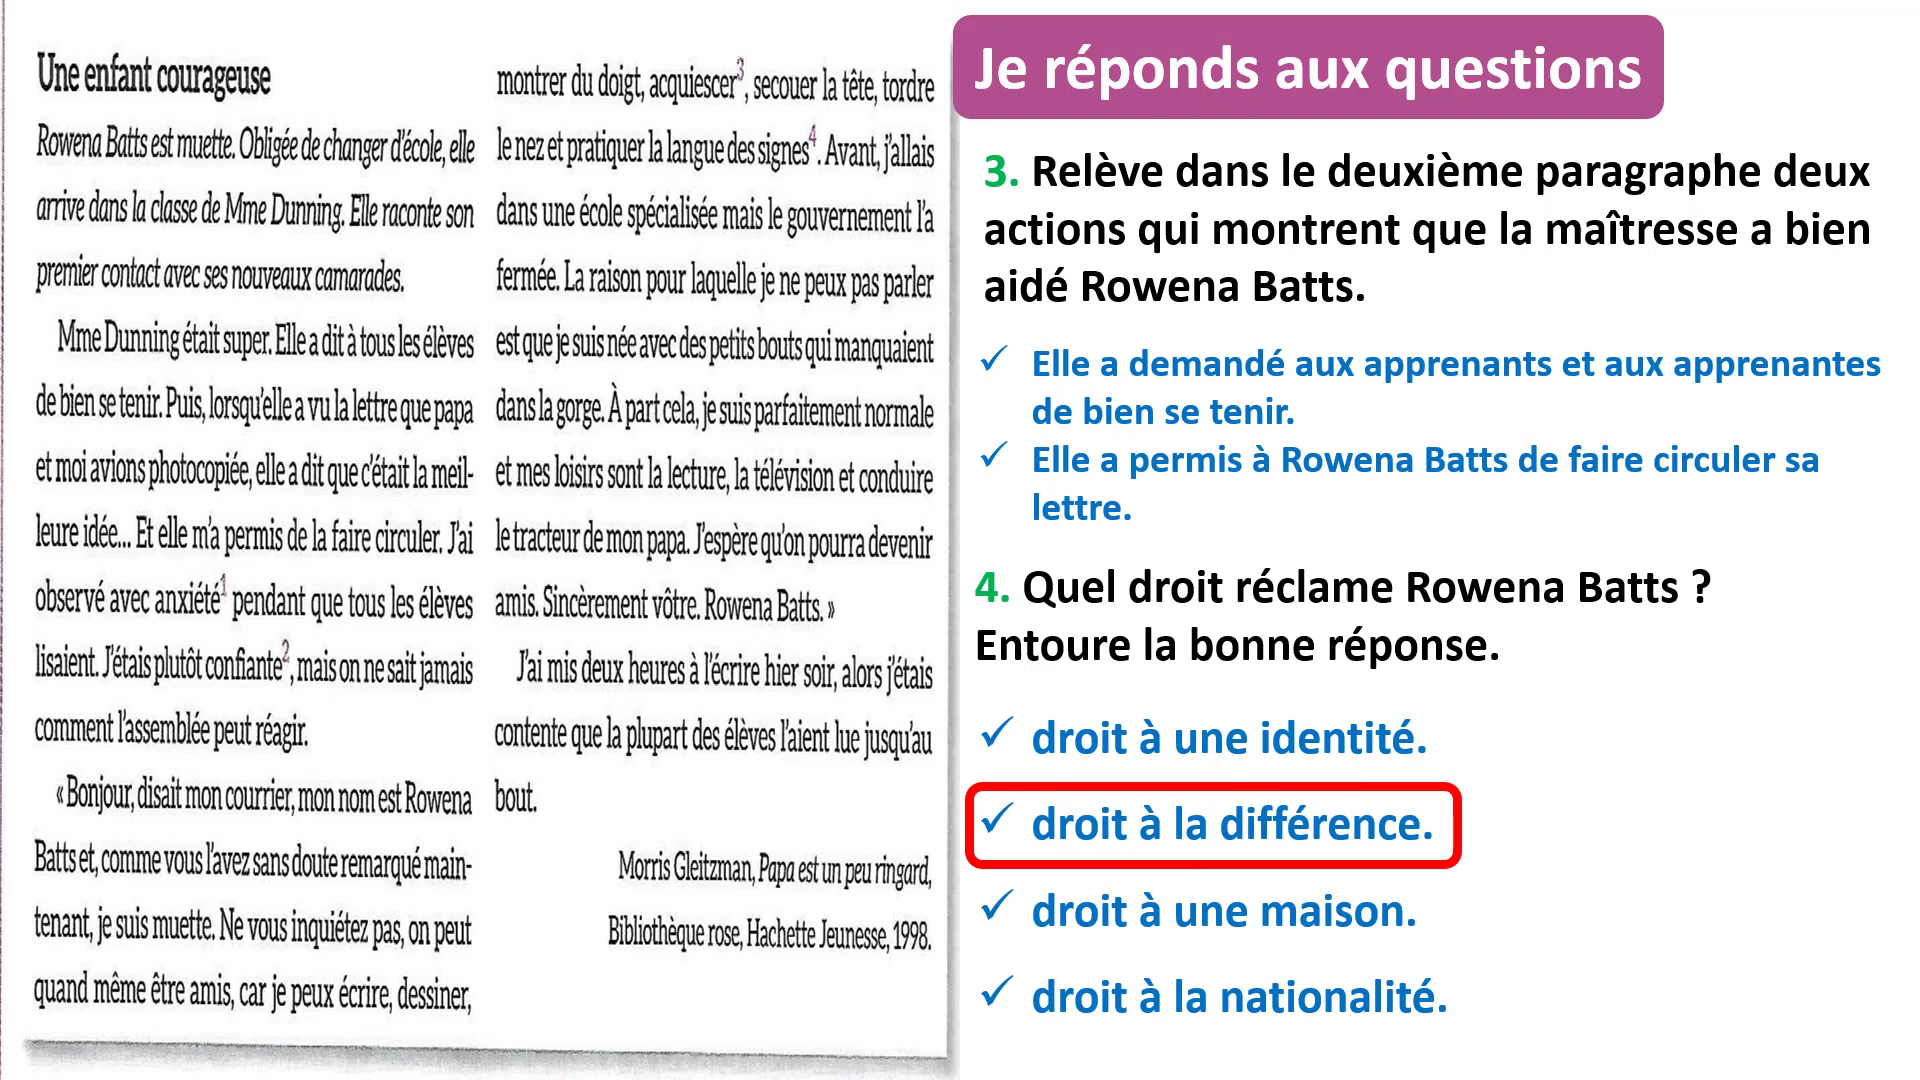 Une enfant courageuse
Rowena Batts est muette. Obligée de changer d'école, elle
arrive dans la classe de Mme Dunning. Elle raconte son
premier contact avec ses nouveaux camarades.
Mme Dunning était super. Elle a dit à tous les élèves
de bien se tenir. Puis, lorsqu'elle a vu la lettre que papa
et moi avions photocopiée, elle a dit que c'était la meil-
leure idée... Et elle m'a permis de la faire circuler. J'ai
observé avec anxiété1 pendant que tous les élèves
lisaient. J'étais plutôt confiante2, mais on ne sait jamais
comment l'assemblée peut réagir.
« Bonjour, disait mon courrier, mon nom est Rowena
Batts et, comme vous l'avez sans doute remarqué main-
tenant, je suis muette. Ne vous inquiétez pas, on peut
quand même être amis, car je peux écrire, dessiner,
montrer du doigt, acquiescer3, secouer la tête, tordre
le nez et pratiquer la langue des signes4. Avant, j'allais
dans une école spécialisée mais le gouvernement l'a
fermée. La raison pour laquelle je ne peux pas parler
est que je suis née avec des petits bouts qui manquaient
dans la gorge. À part cela, je suis parfaitement normale
et mes loisirs sont la lecture, la télévision et conduire
le tracteur de mon papa. J'espère qu'on pourra devenir
amis. Sincèrement vôtre. Rowena Batts. »
J'ai mis deux heures à l'écrire hier soir, alors j'étais
contente que la plupart des élèves l'aient lue jusqu'au
bout.
Morris Gleitzman, Papa est un peu ringard,
Bibliothèque rose, Hachette Jeunesse, 1998.
Je réponds aux questions
3. Relève dans le deuxième paragraphe deux
actions qui montrent que la maîtresse a bien
aidé Rowena Batts.
✓ Elle a demandé aux apprenants et aux apprenantes
de bien se tenir.
✓ Elle a permis à Rowena Batts de faire circuler sa
lettre.
4. Quel droit réclame Rowena Batts ?
Entoure la bonne réponse.
✓ droit à une identité.
✓ droit à la différence.
✓ droit à une maison.
✓ droit à la nationalité.